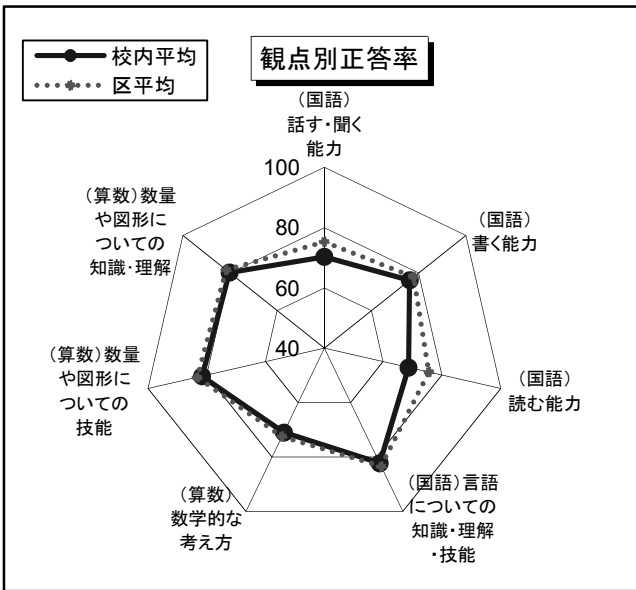 観点別正答率
校内平均
区平均
（国語）
話す・聞く
能力
（国語）
書く能力
（国語）
読む能力
（国語）言語
についての
知識・理解
・技能
（算数）
数学的な
考え方
（算数）数量
や図形に
ついての
技能
（算数）数量
や図形に
ついての
知識・理解
100
80
60
40